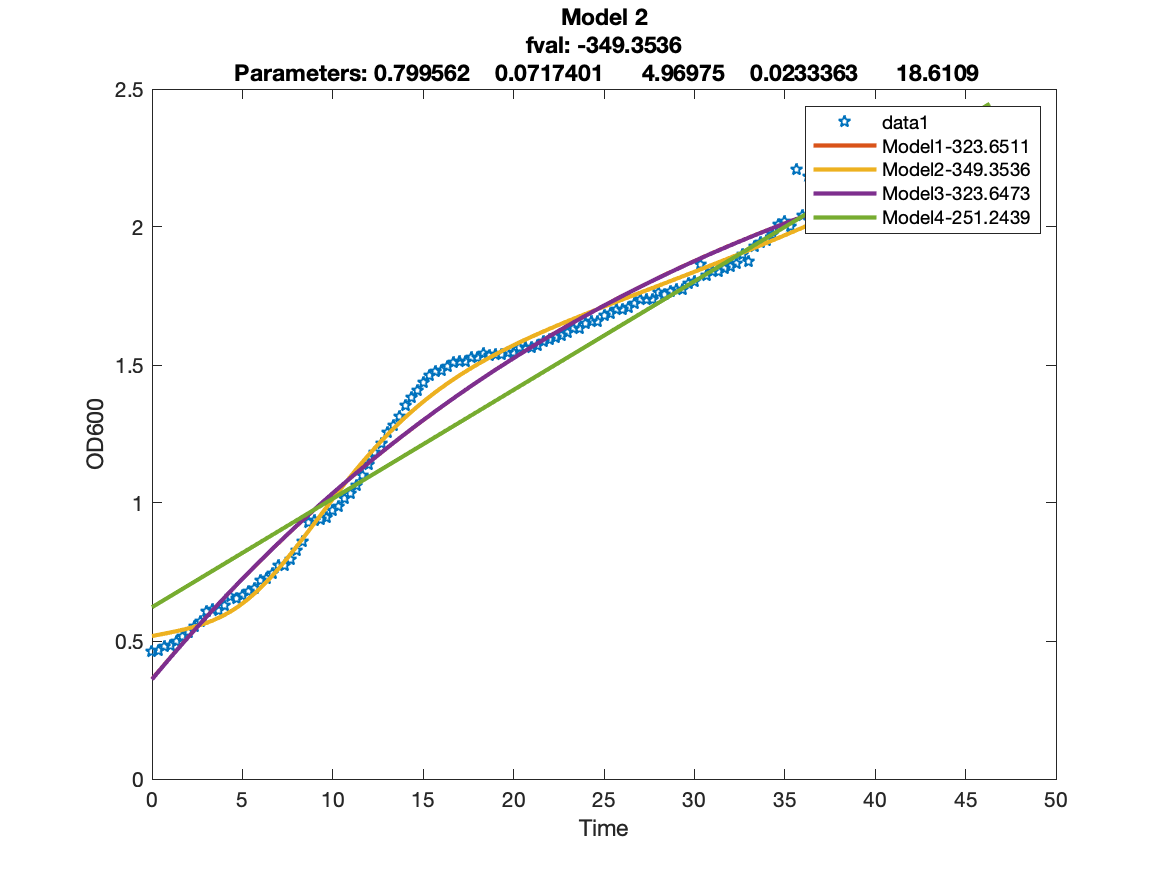 Model 2
fval: -349.3536
Parameters: 0.799562 0.0717401 4.96975 0.0233363 18.6109
2.5
2
1.5
1
0.5
0
OD600
data1
Model1-323.6511
Model2-349.3536
Model3-323.6473
Model4-251.2439
0 5 10 15 20 25 30 35 40 45 50
Time